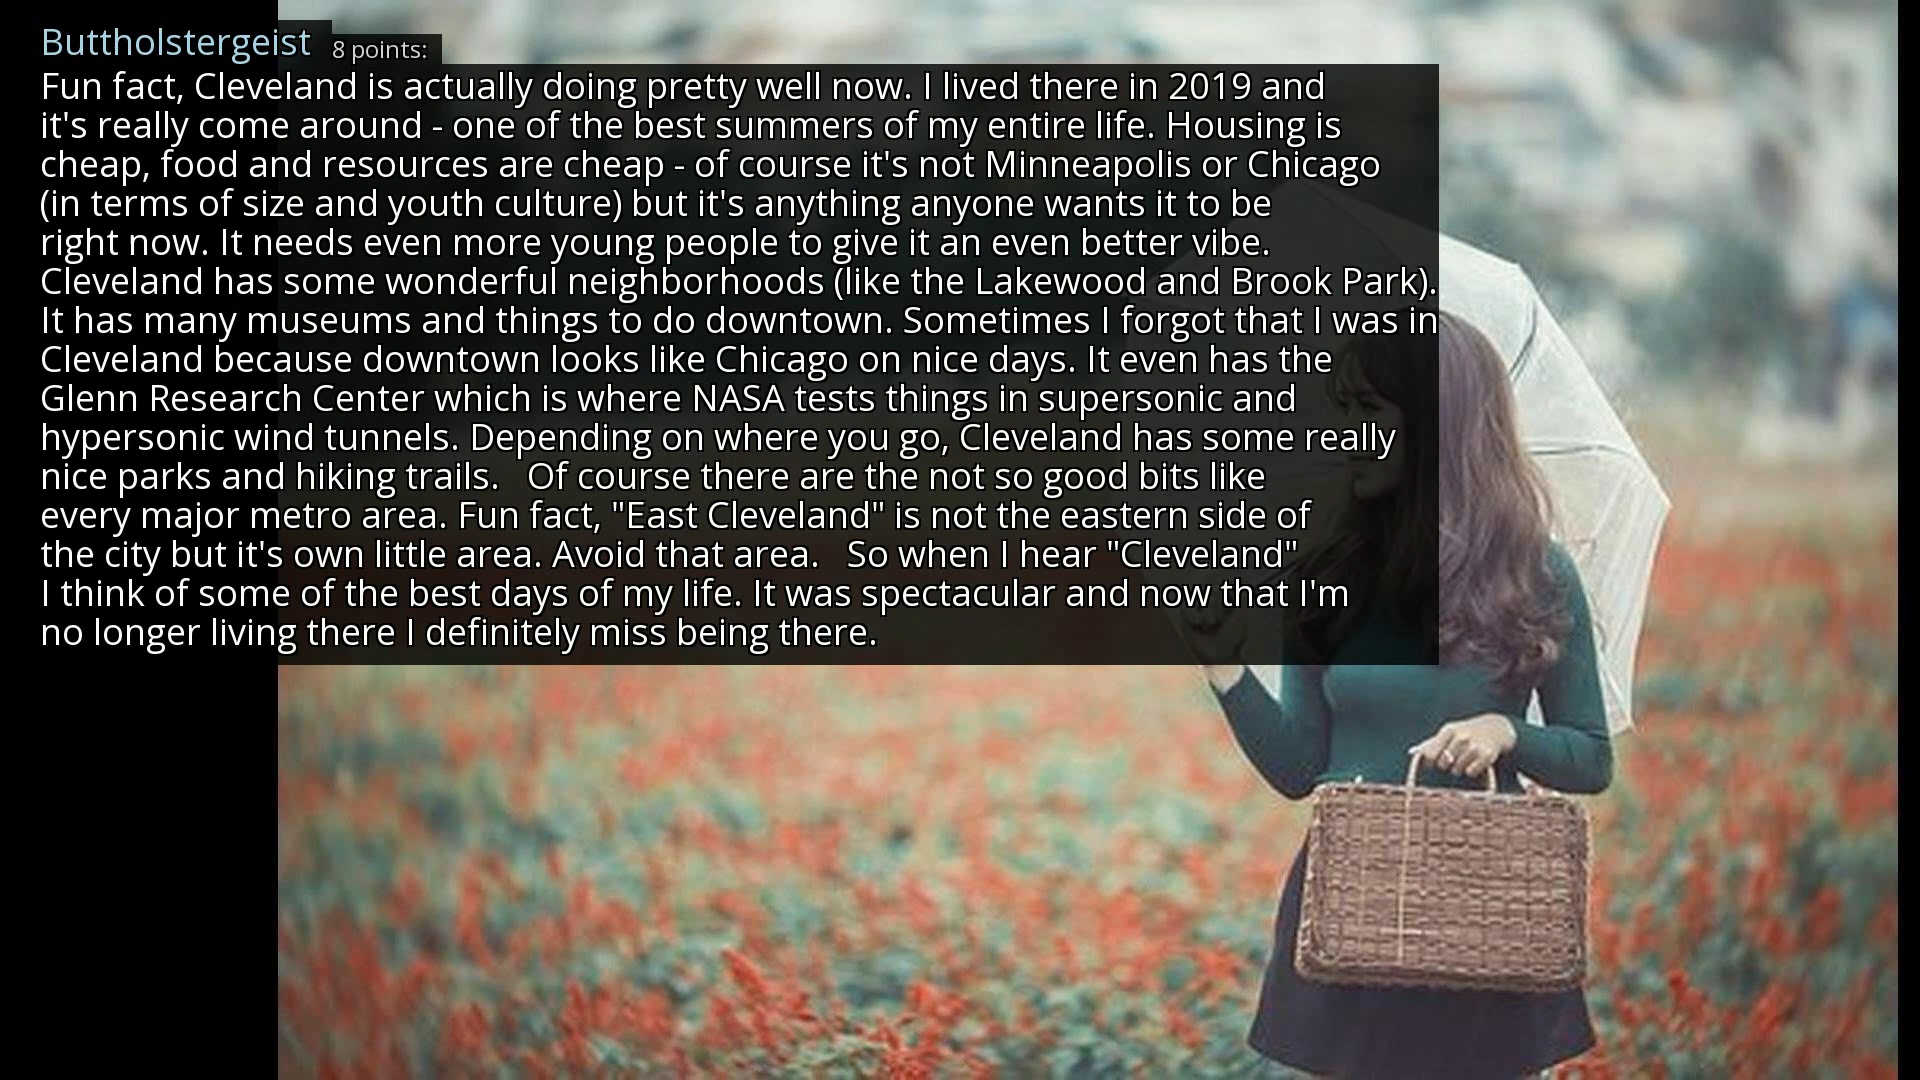 Buttholstergeist 8 points:
Fun fact, Cleveland is actually doing pretty well now. I lived there in 2019 and
it's really come around - one of the best summers of my entire life. Housing is
cheap, food and resources are cheap - of course it's not Minneapolis or Chicago
(in terms of size and youth culture) but it's anything anyone wants it to be
right now. It needs even more young people to give it an even better vibe.
Cleveland has some wonderful neighborhoods (like the Lakewood and Brook Park).
It has many museums and things to do downtown. Sometimes I forgot that I was in
Cleveland because downtown looks like Chicago on nice days. It even has the
Glenn Research Center which is where NASA tests things in supersonic and
hypersonic wind tunnels. Depending on where you go, Cleveland has some really
nice parks and hiking trails.   Of course there are the not so good bits like
every major metro area. Fun fact, "East Cleveland" is not the eastern side of
the city but it's own little area. Avoid that area.   So when I hear "Cleveland"
I think of some of the best days of my life. It was spectacular and now that I'm
no longer living there I definitely miss being there.